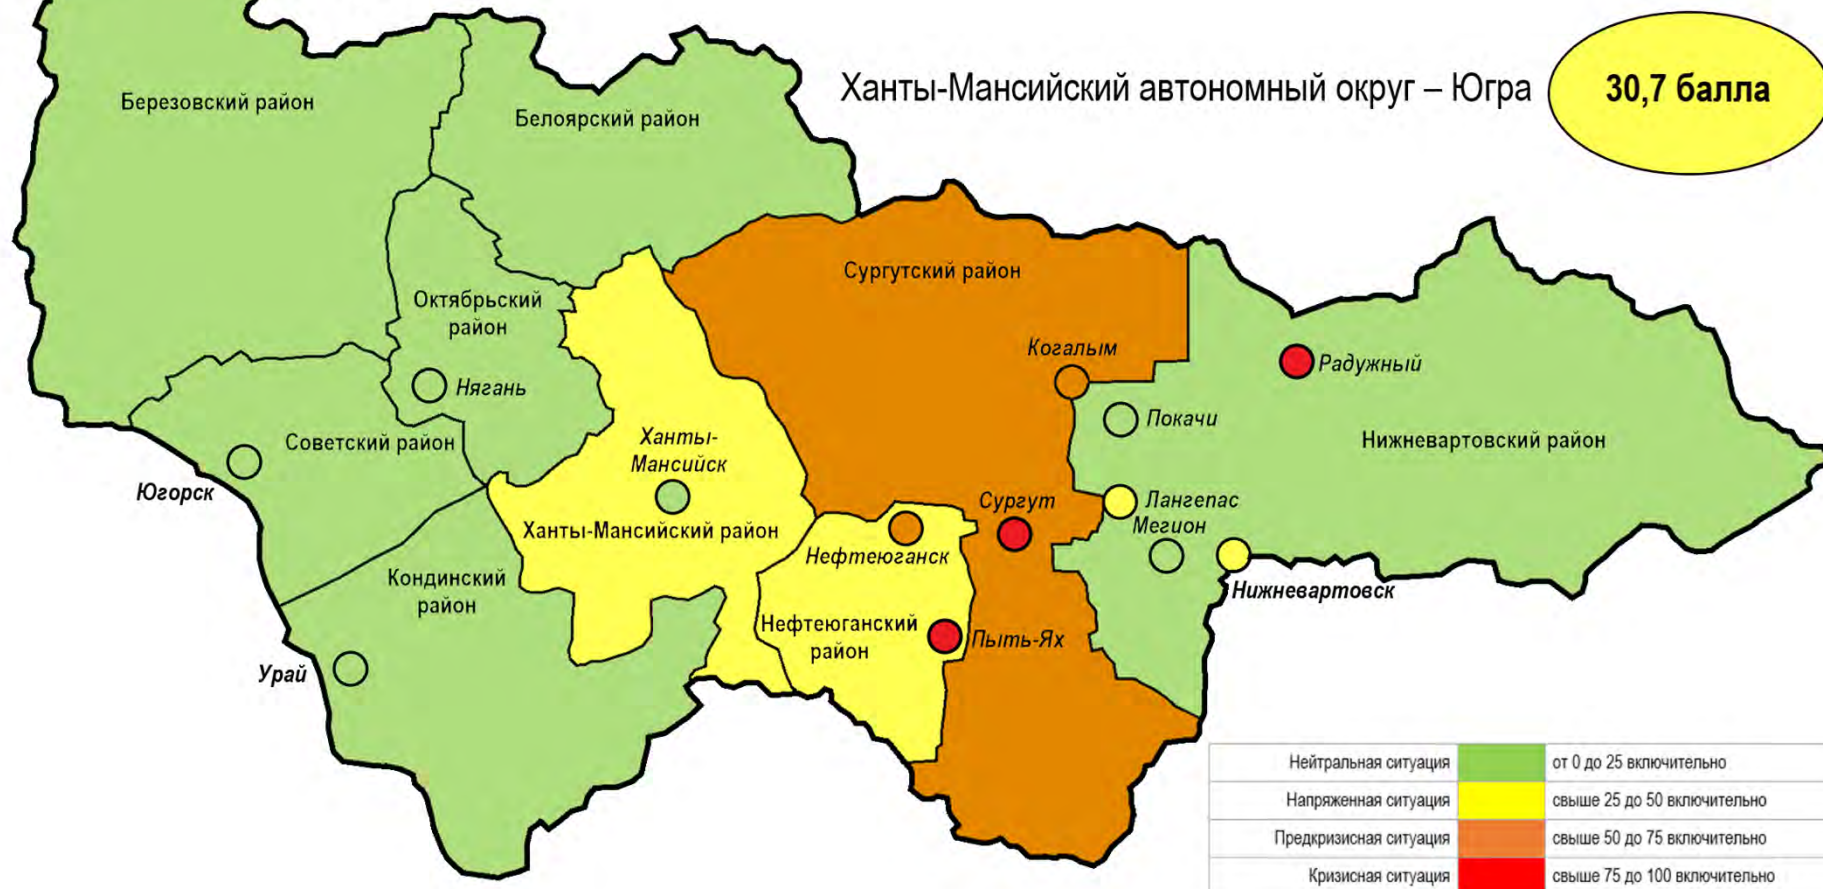 Ханты-Мансийский автономный округ – Югра
30,7 балла
Березовский район
Белоярский район
Сургутский район
Октябрьский
район
Когалым
Радужный
Нягань
Покачи
Советский район
Ханты-
Мансийск
Нижневартовский район
Югорск
Сургут
Лангепас
Мегион
Ханты-Мансийский район
Нефтеюганск
Кондинский
район
Нижневартовск
Нефтеюганский
район
Пыть-Ях
Урай
Нейтральная ситуация от 0 до 25 включительно
Напряженная ситуация свыше 25 до 50 включительно
Предкризисная ситуация свыше 50 до 75 включительно
Кризисная ситуация свыше 75 до 100 включительно